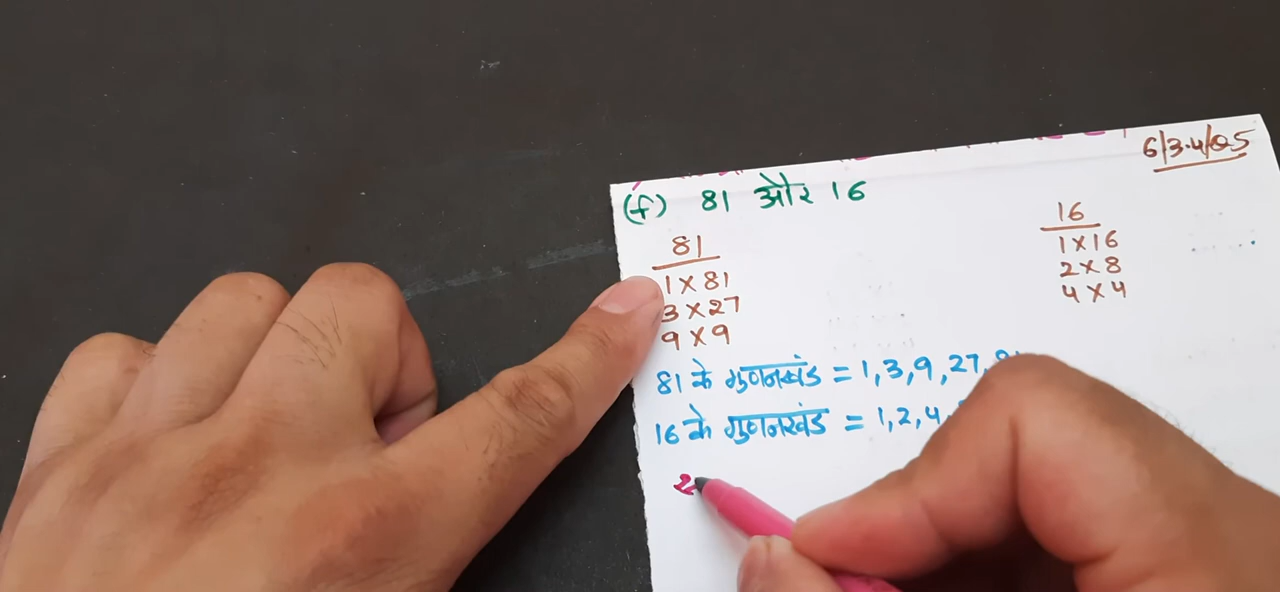 6/3.4/Q5
(f) 81 और 16
81
1 X 81
3 X 27
9 X 9
16
1 X 16
2 X 8
4 X 4
81 के गुणनखंड = 1, 3, 9, 27,
16 के गुणनखंड = 1, 2, 4,